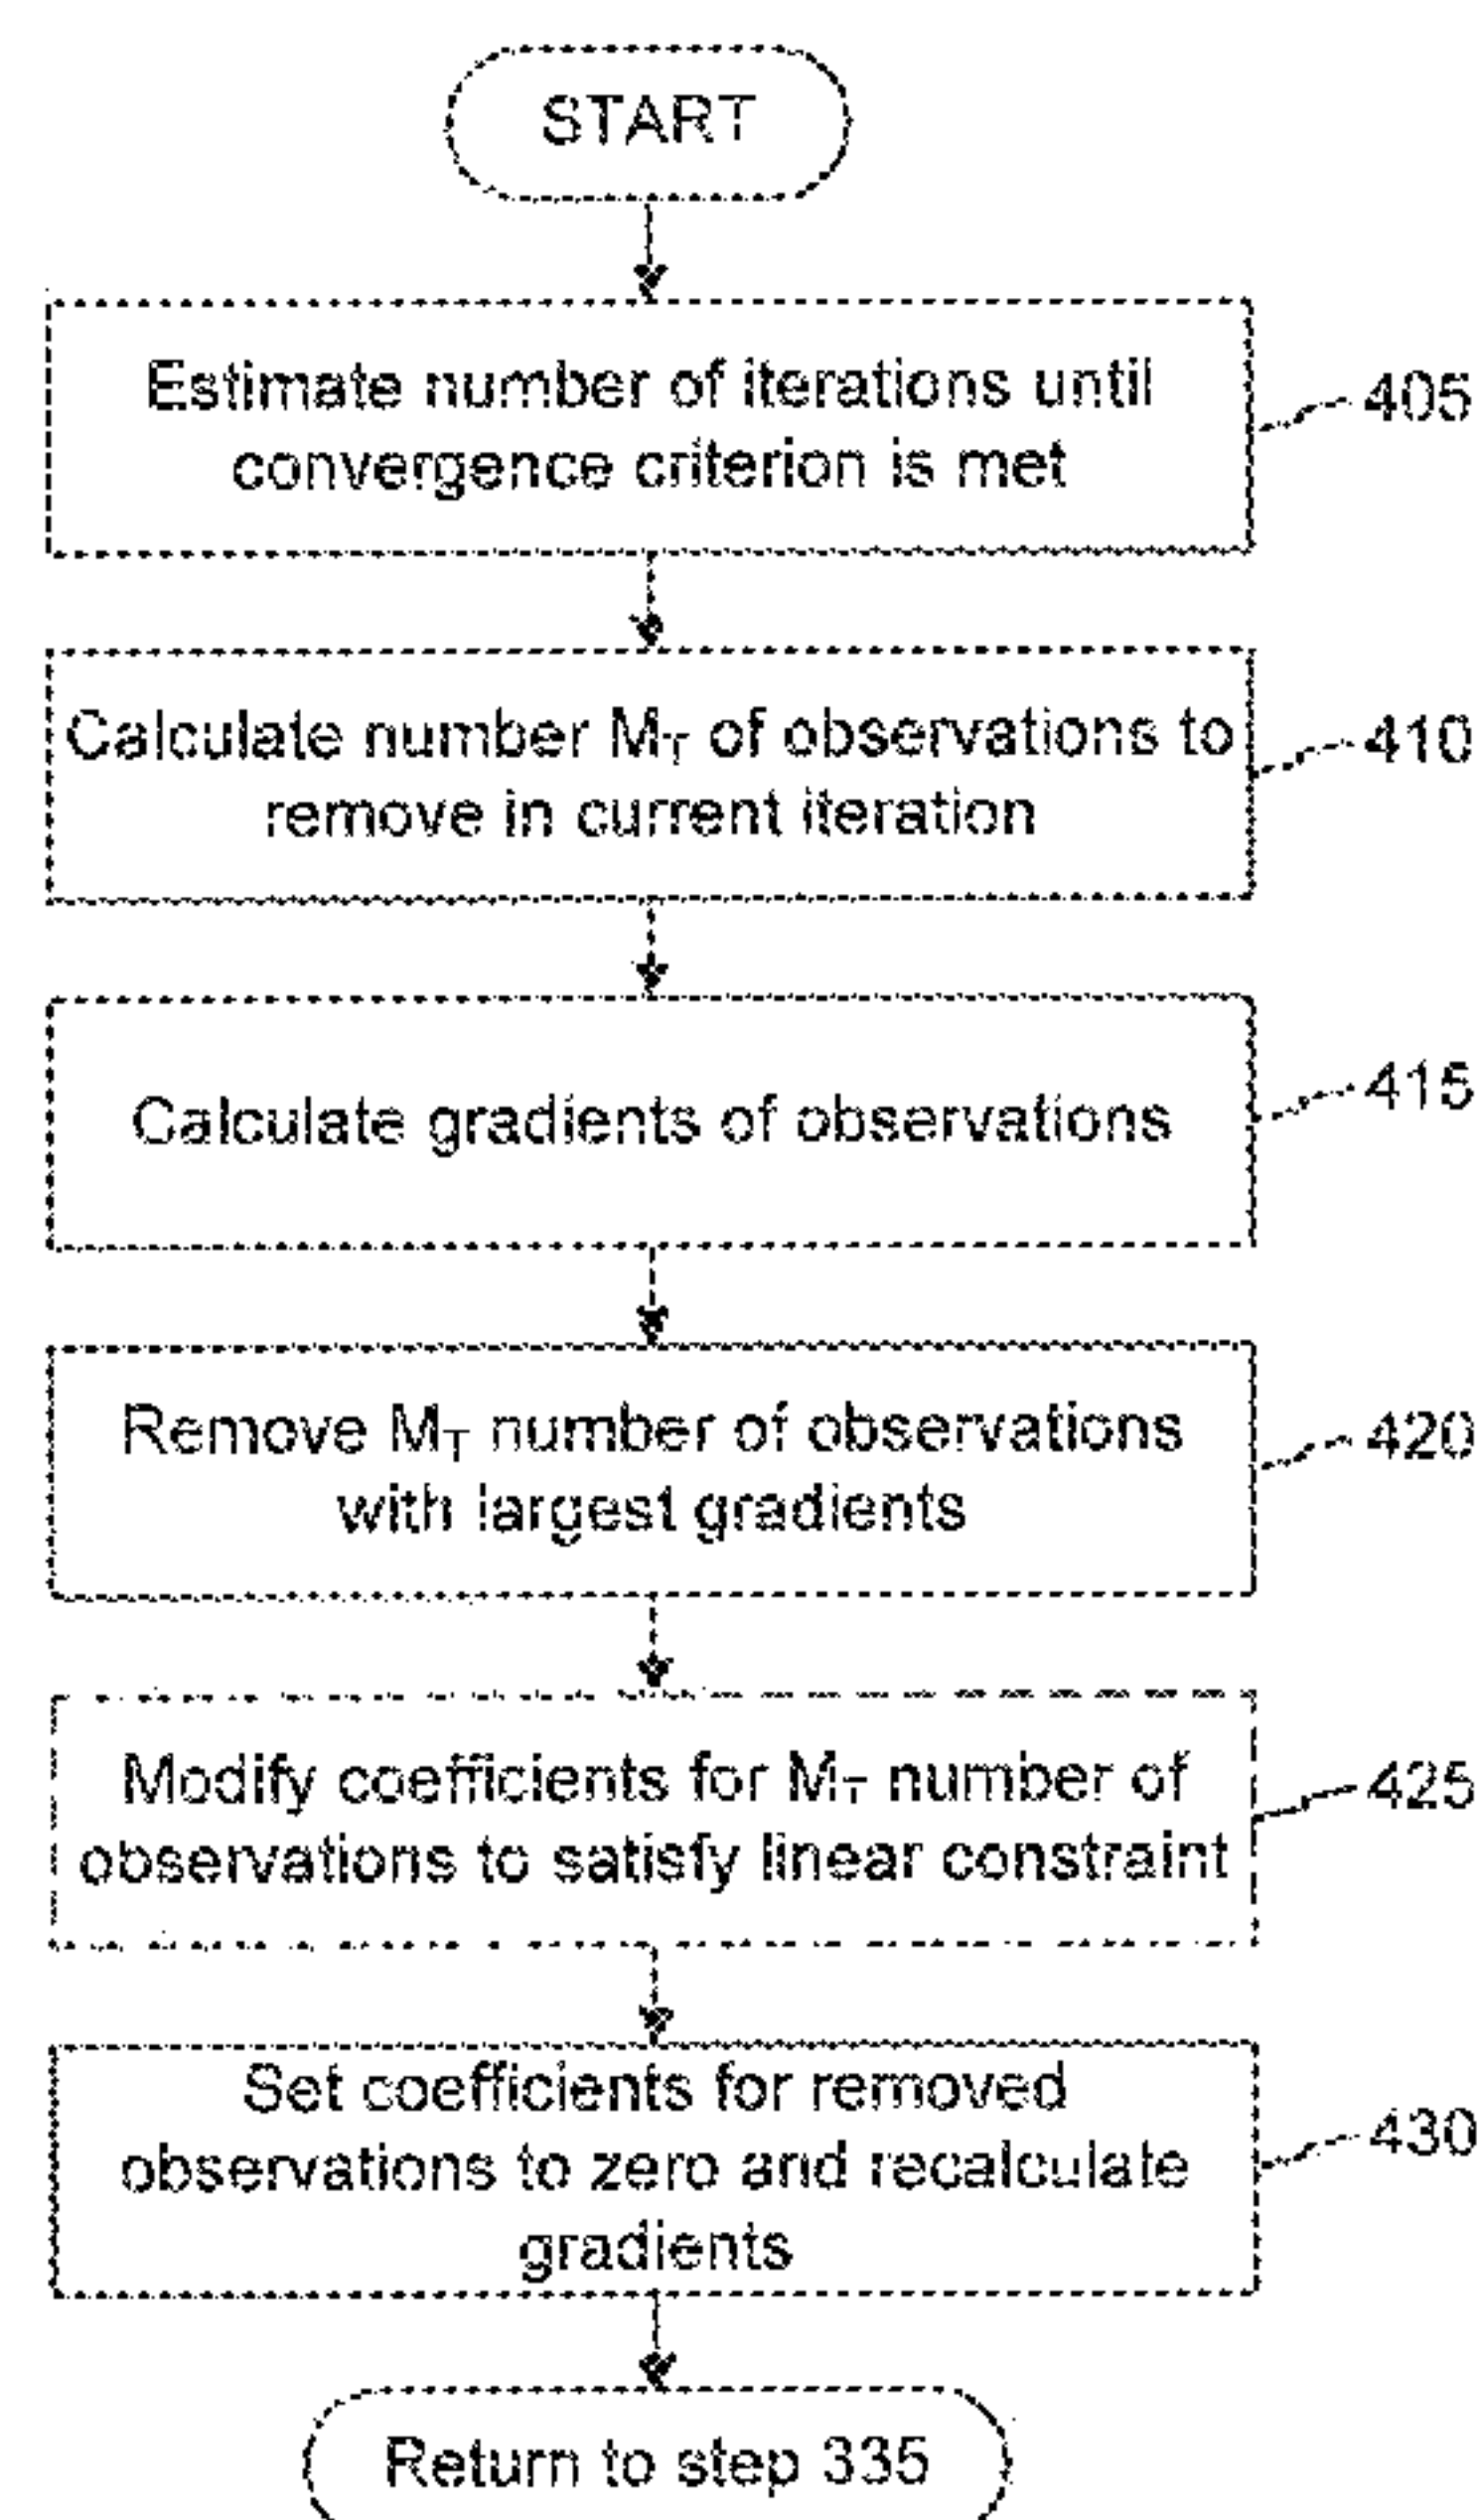 START
Estimate number of iterations until
convergence criterion is met
405
Calculate number MT of observations to
remove in current iteration
410
Calculate gradients of observations
415
Remove MT number of observations
with largest gradients
420
Modify coefficients for MT number of
observations to satisfy linear constraint
425
Set coefficients for removed
observations to zero and recalculate
gradients
430
Return to step 335